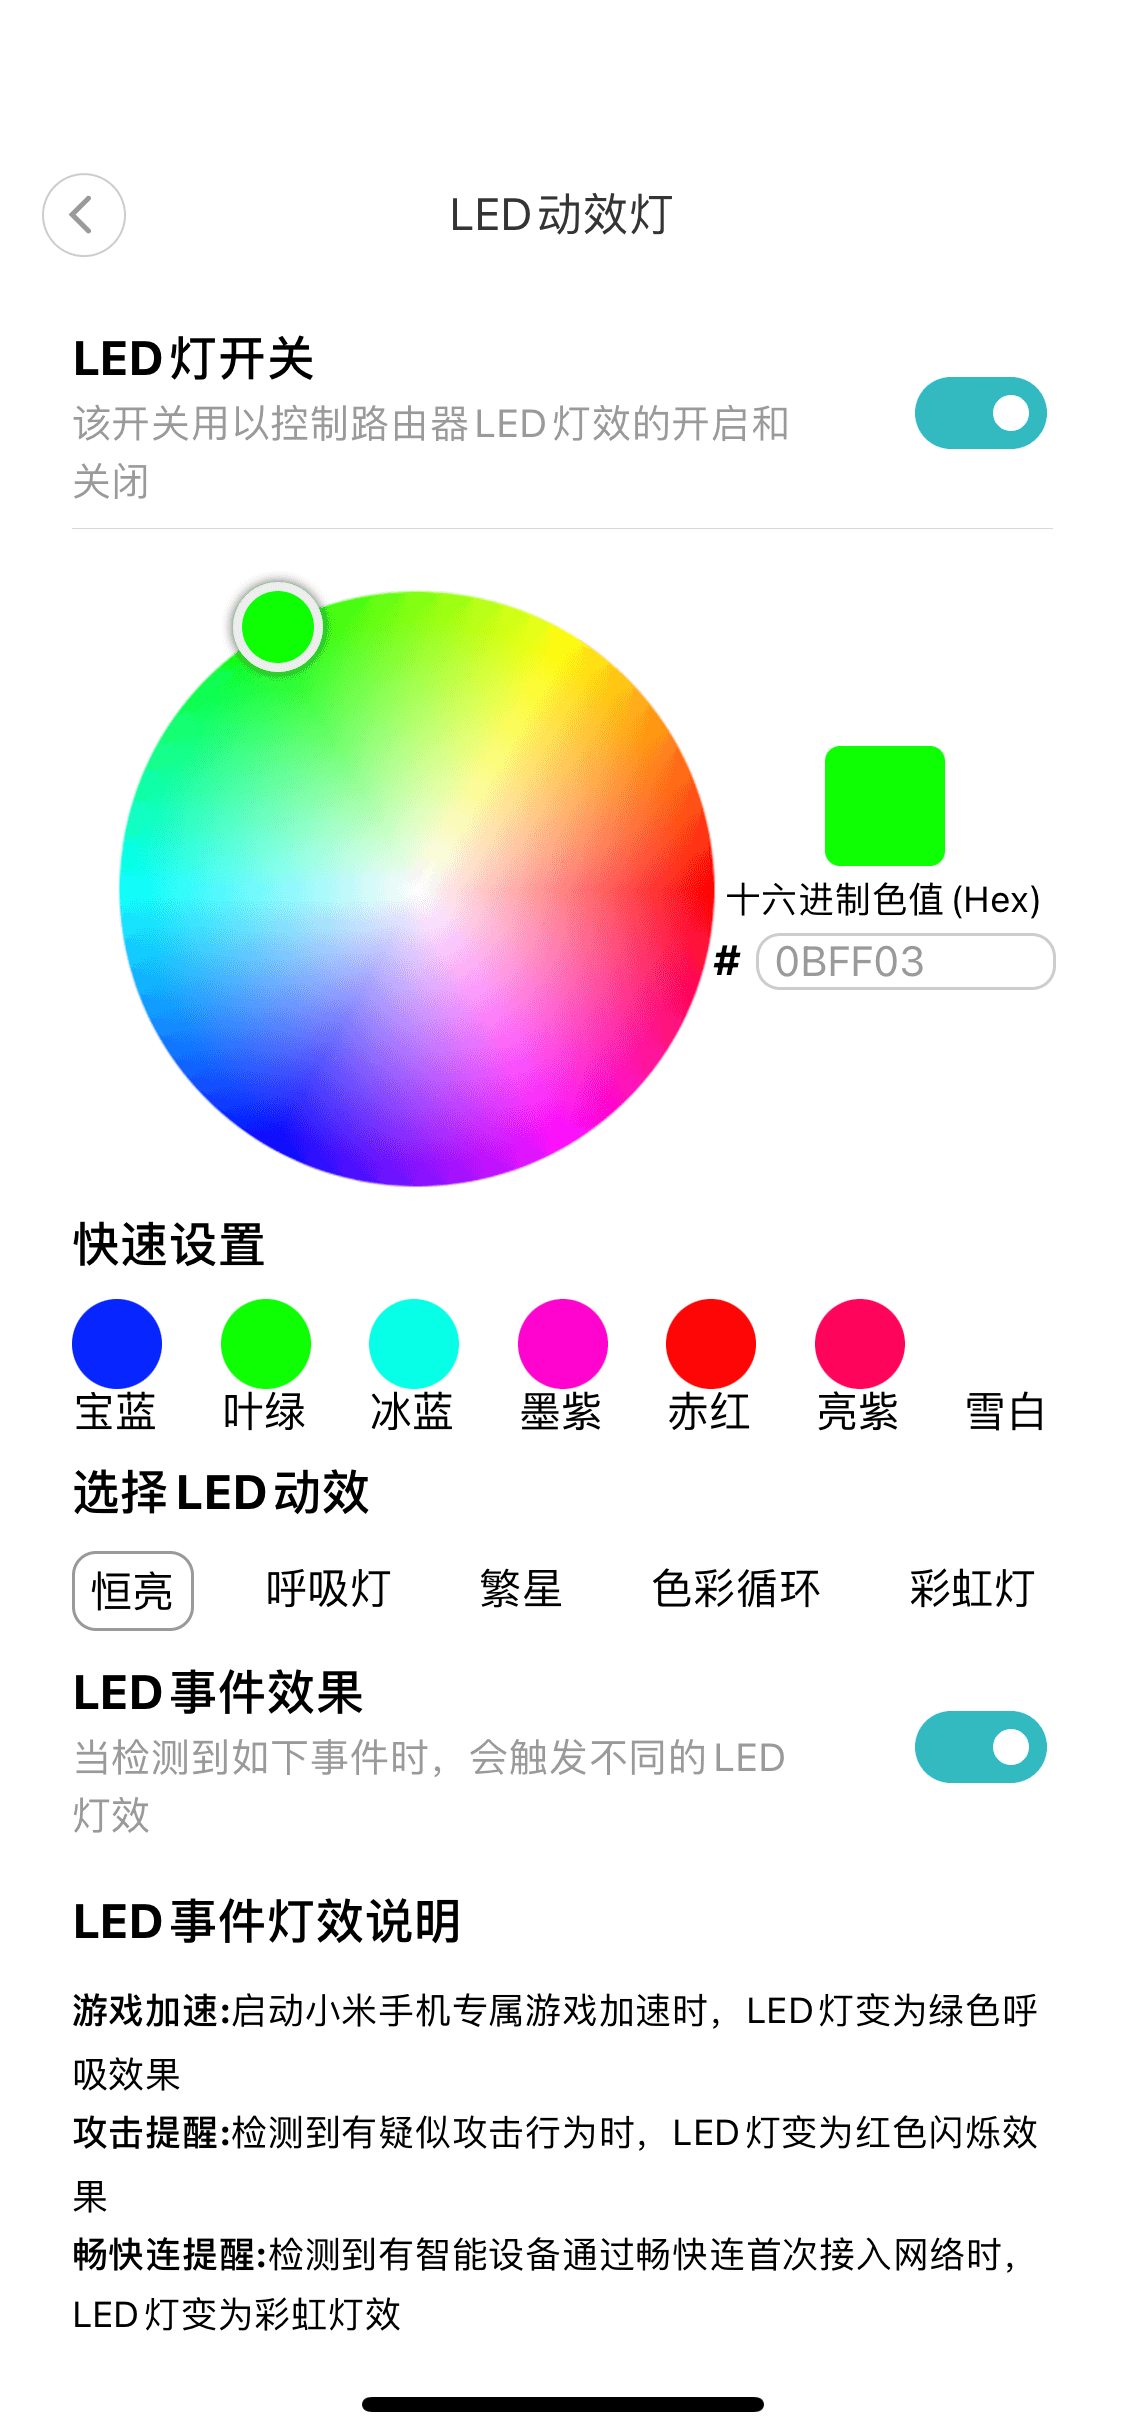 LED动效灯
LED灯开关
该开关用以控制路由器LED灯效的开启和
关闭
十六进制色值(Hex)
# 0BFF03
快速设置
宝蓝 叶绿 冰蓝 墨紫 赤红 亮紫 雪白
选择LED动效
恒亮 呼吸灯 繁星 色彩循环 彩虹灯
LED事件效果
当检测到如下事件时，会触发不同的LED
灯效
LED事件灯效说明
游戏加速:启动小米手机专属游戏加速时，LED灯变为绿色呼
吸效果
攻击提醒:检测到有疑似攻击行为时，LED灯变为红色闪烁效
果
畅快连提醒:检测到有智能设备通过畅快连首次接入网络时，
LED灯变为彩虹灯效